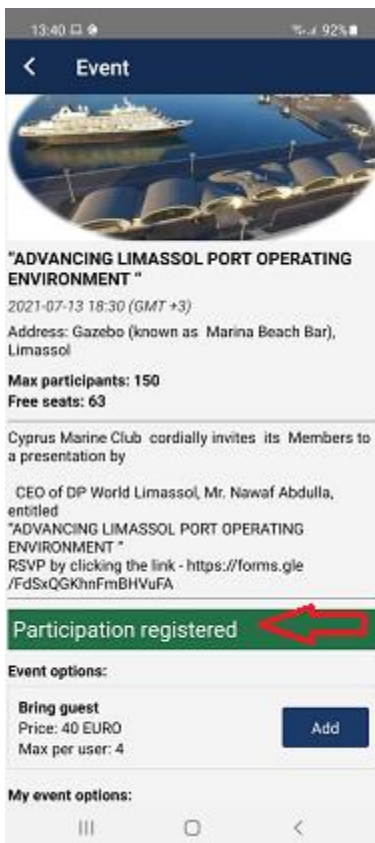 13:40
92%
Event
"ADVANCING LIMASSOL PORT OPERATING
ENVIRONMENT "
2021-07-13 18:30 (GMT +3)
Address: Gazebo (known as Marina Beach Bar),
Limassol
Max participants: 150
Free seats: 63
Cyprus Marine Club cordially invites its Members to
a presentation by
CEO of DP World Limassol, Mr. Nawaf Abdulla,
entitled
"ADVANCING LIMASSOL PORT OPERATING
ENVIRONMENT "
RSVP by clicking the link - https://forms.gle
/FdSxQGKhnFmBHVuFA
Participation registered
Event options:
Bring guest
Price: 40 EURO
Max per user: 4
Add
My event options: